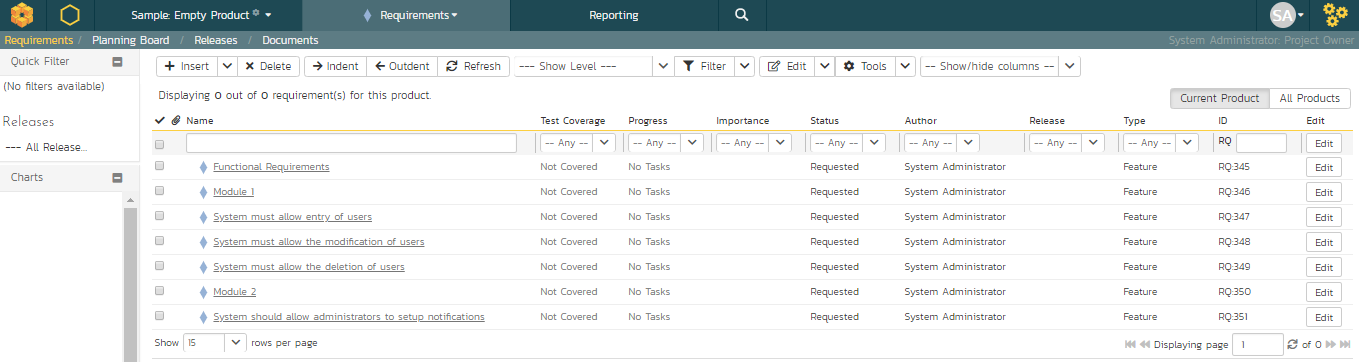 Sample: Empty Product Requirements Reporting SA
Requirements / Planning Board / Releases / Documents System Administrator: Project Owner
Quick Filter
(No filters available)
Releases
--- All Release...
Charts
Insert Delete Indent Outdent Refresh --- Show Level --- Filter Edit Tools -- Show/hide columns --
Displaying 0 out of 0 requirement(s) for this product.
Current Product All Products
Name Test Coverage Progress Importance Status Author Release Type ID Edit
-- Any -- -- Any -- -- Any -- -- Any -- -- Any -- -- Any -- -- Any -- RQ Edit
Functional Requirements Not Covered No Tasks Requested System Administrator Feature RQ:345 Edit
Module 1 Not Covered No Tasks Requested System Administrator Feature RQ:346 Edit
System must allow entry of users Not Covered No Tasks Requested System Administrator Feature RQ:347 Edit
System must allow the modification of users Not Covered No Tasks Requested System Administrator Feature RQ:348 Edit
System must allow the deletion of users Not Covered No Tasks Requested System Administrator Feature RQ:349 Edit
Module 2 Not Covered No Tasks Requested System Administrator Feature RQ:350 Edit
System should allow administrators to setup notifications Not Covered No Tasks Requested System Administrator Feature RQ:351 Edit
Show 15 rows per page Displaying page 1 of 0